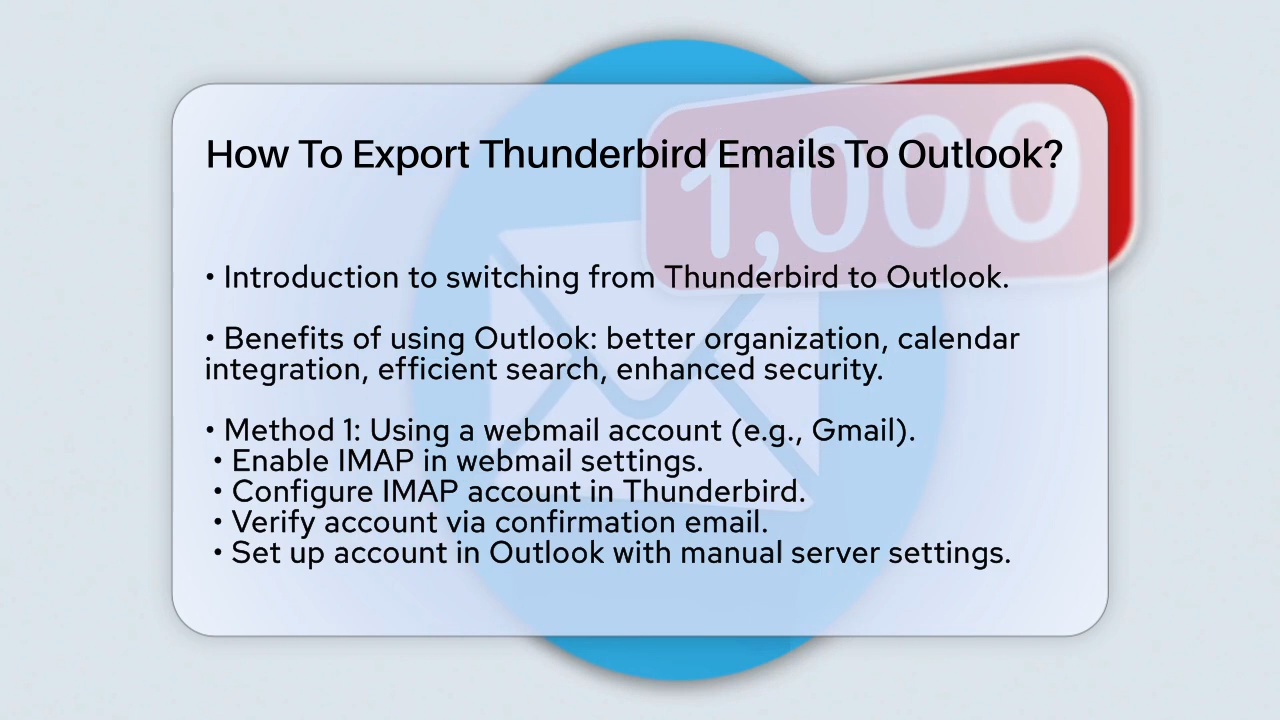 How To Export Thunderbird Emails To Outlook?
1,000
• Introduction to switching from Thunderbird to Outlook.
• Benefits of using Outlook: better organization, calendar
integration, efficient search, enhanced security.
• Method 1: Using a webmail account (e.g., Gmail).
• Enable IMAP in webmail settings.
• Configure IMAP account in Thunderbird.
• Verify account via confirmation email.
• Set up account in Outlook with manual server settings.